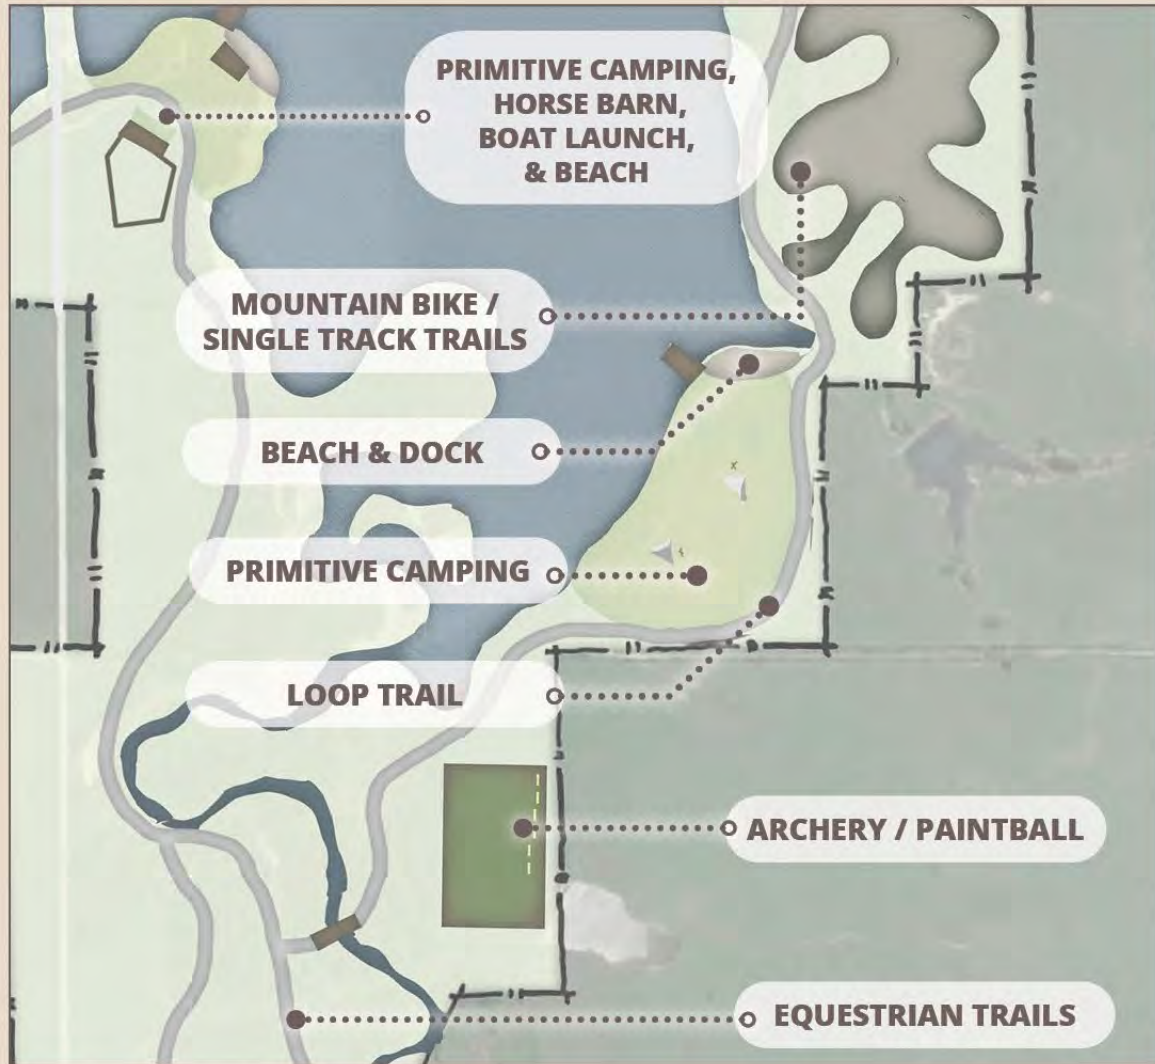 PRIMITIVE CAMPING,
HORSE BARN,
BOAT LAUNCH,
& BEACH
MOUNTAIN BIKE /
SINGLE TRACK TRAILS
BEACH & DOCK
PRIMITIVE CAMPING
LOOP TRAIL
ARCHERY / PAINTBALL
EQUESTRIAN TRAILS